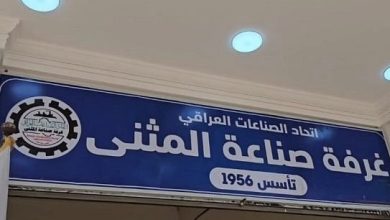 اتحاد الصناعات العراقي
غرفة صناعة المثنى
تأسس 1956